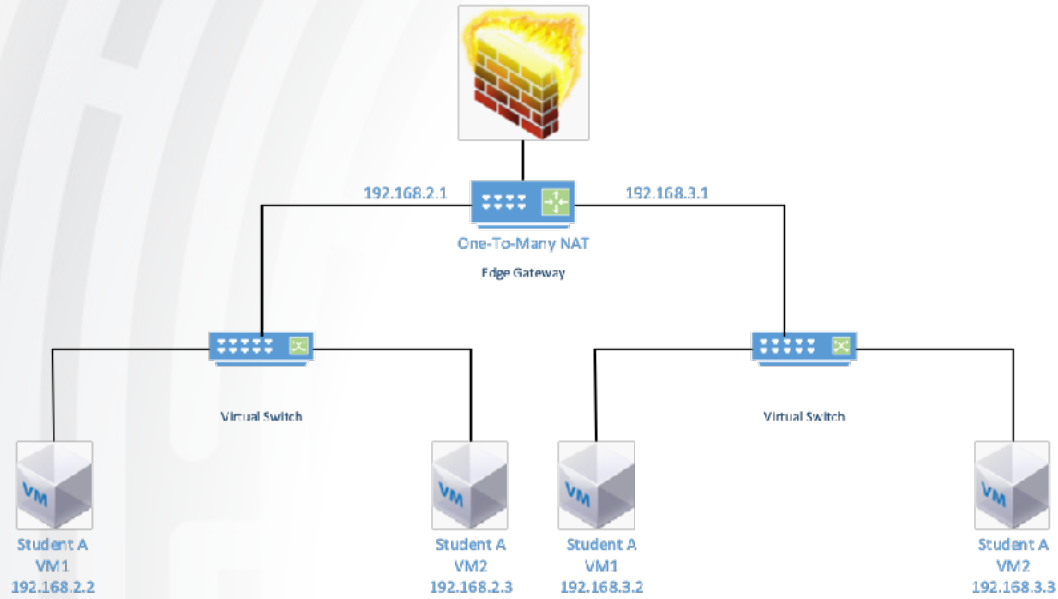 192.168.2.1
192.168.3.1
One-To-Many NAT
Edge Gateway
Virtual Switch
Virtual Switch
VM
VM
VM
VM
Student A
VM1
192.168.2.2
Student A
VM2
192.168.2.3
Student A
VM1
192.168.3.2
Student A
VM2
192.168.3.3